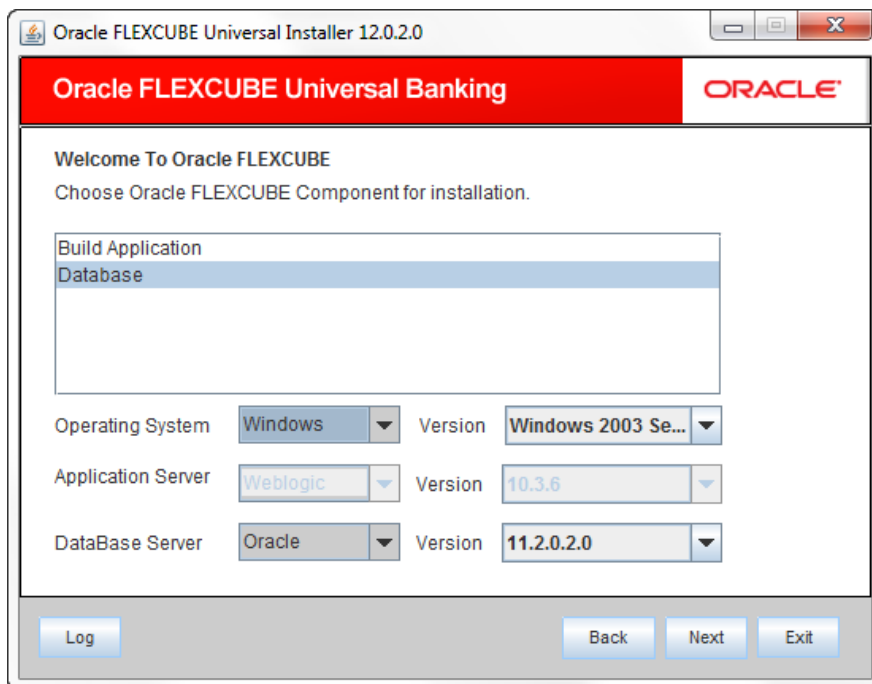 Oracle FLEXCUBE Universal Installer 12.0.2.0
Oracle FLEXCUBE Universal Banking ORACLE
Welcome To Oracle FLEXCUBE
Choose Oracle FLEXCUBE Component for installation.
Build Application
Database
Operating System Windows Version Windows 2003 Se...
Application Server Weblogic Version 10.3.6
DataBase Server Oracle Version 11.2.0.2.0
Log Back Next Exit